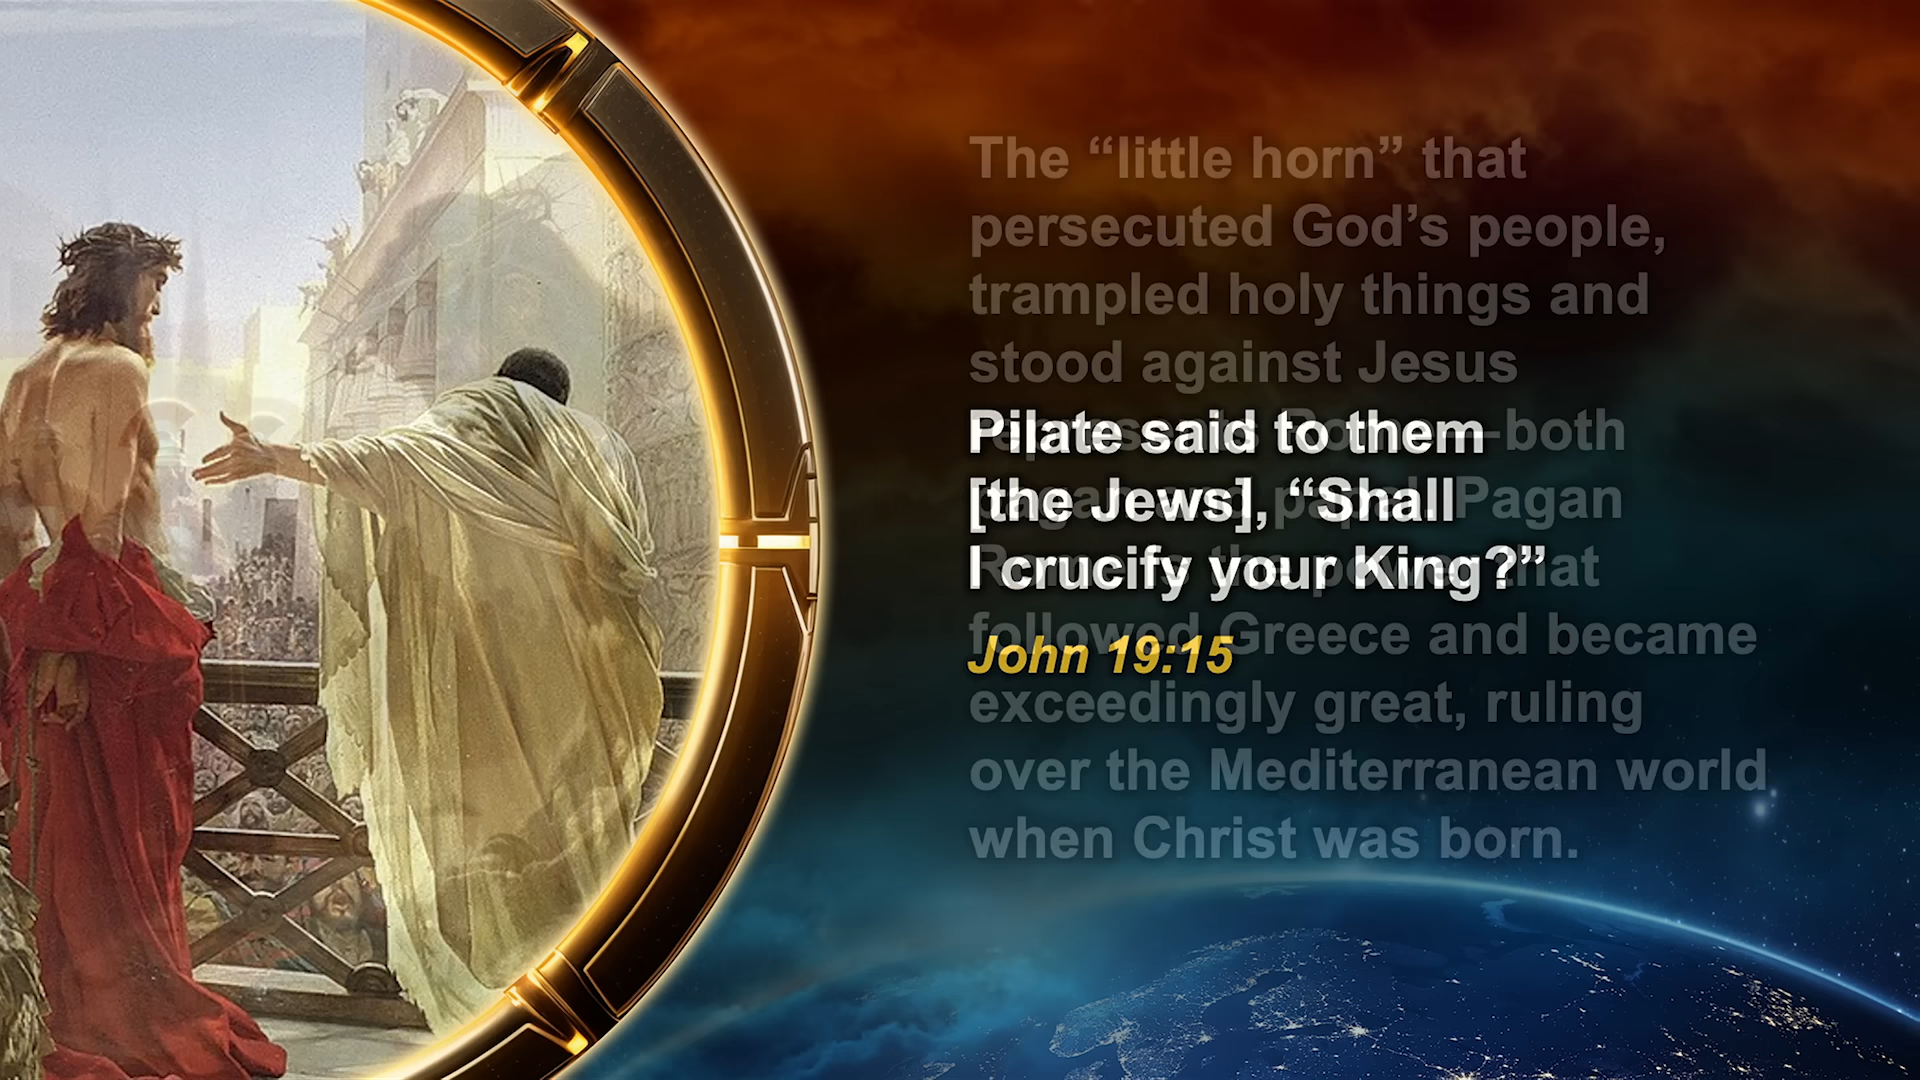 The “little horn” that
persecuted God’s people,
trampled holy things and
stood against Jesus
Pilate said to them
[the Jews], “Shall
I crucify your King?”
John 19:15
both
Pagan
followed Greece and became
exceedingly great, ruling
over the Mediterranean world
when Christ was born.